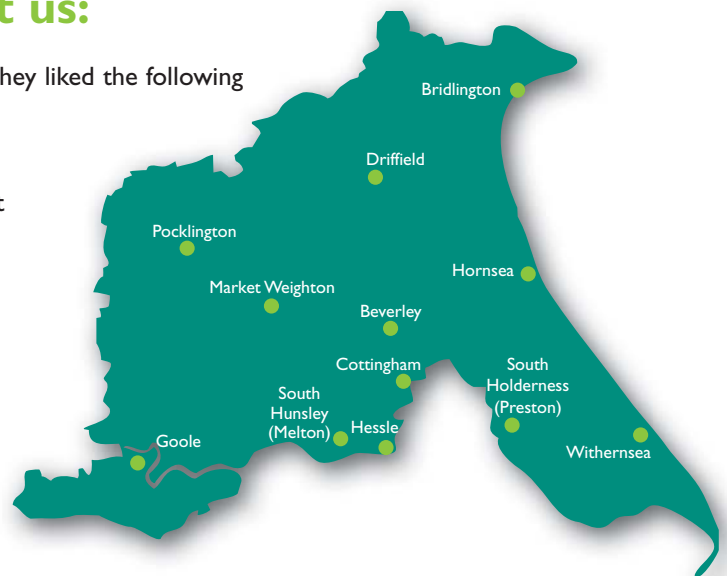 t us:
hey liked the following
t
Bridlington
Driffield
Pocklington
Hornsea
Market Weighton
Beverley
Cottingham
South
Holderness
(Preston)
South
Hunsley
(Melton)
Hessle
Goole
Withernsea